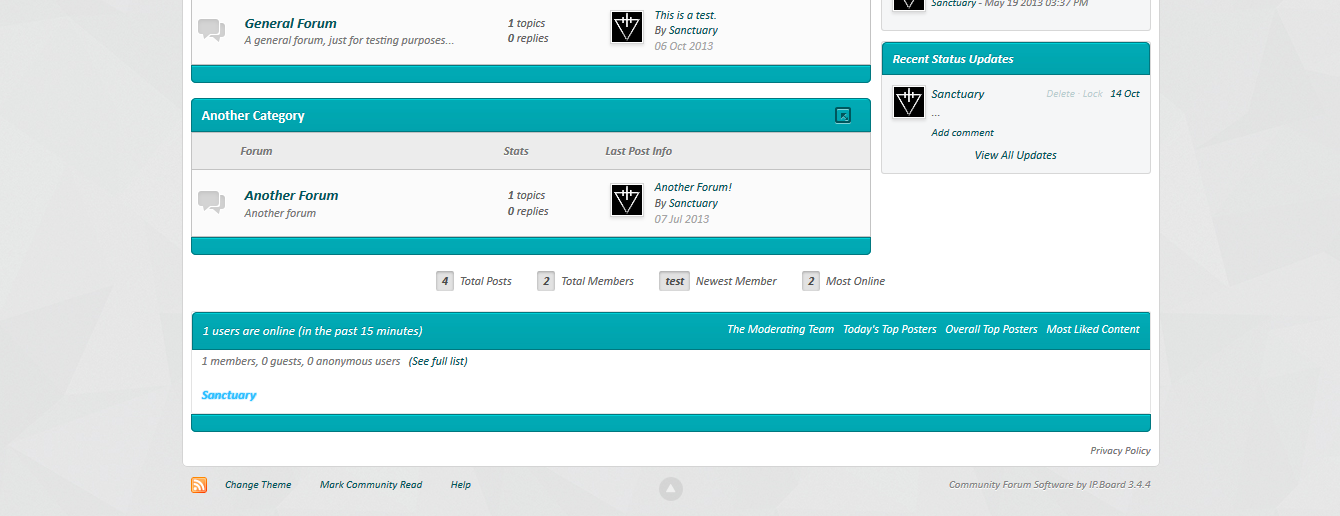 General Forum
A general forum, just for testing purposes...
1 topics
0 replies
This is a test.
By Sanctuary
06 Oct 2013
Sanctuary - May 19 2013 03:37 PM
Recent Status Updates
Sanctuary
Delete · Lock 14 Oct
...
Add comment
View All Updates
Another Category
Forum Stats Last Post Info
Another Forum
Another forum
1 topics
0 replies
Another Forum!
By Sanctuary
07 Jul 2013
4 Total Posts 2 Total Members test Newest Member 2 Most Online
1 users are online (in the past 15 minutes)
The Moderating Team Today's Top Posters Overall Top Posters Most Liked Content
1 members, 0 guests, 0 anonymous users (See full list)
Sanctuary
Privacy Policy
Change Theme Mark Community Read Help
Community Forum Software by IP.Board 3.4.4